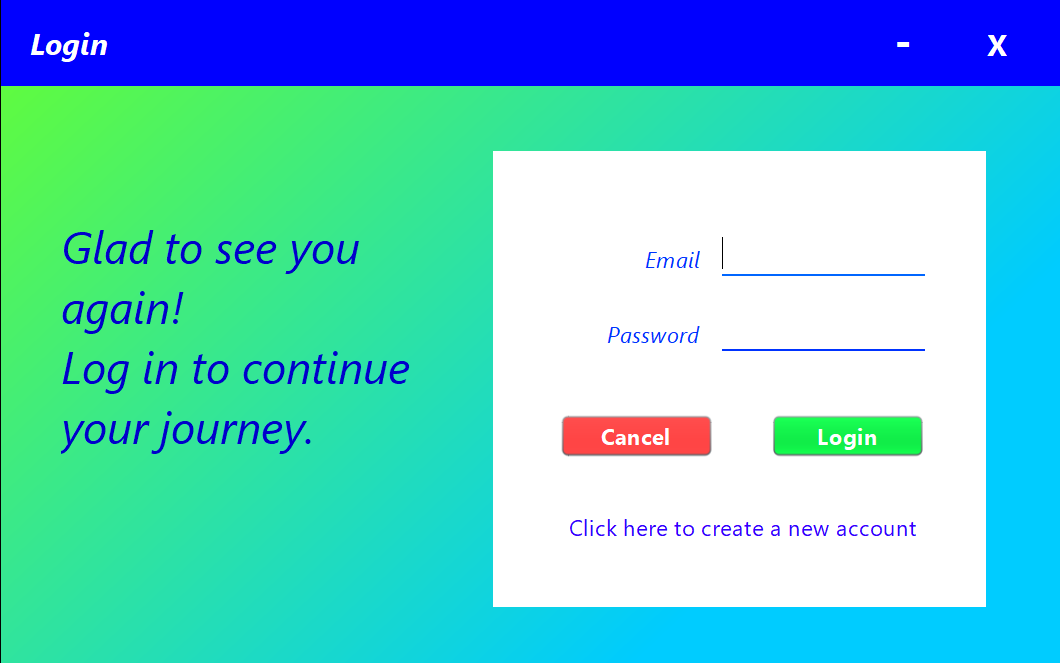 Login
- X
Glad to see you
again!
Log in to continue
your journey.
Email
Password
Cancel Login
Click here to create a new account